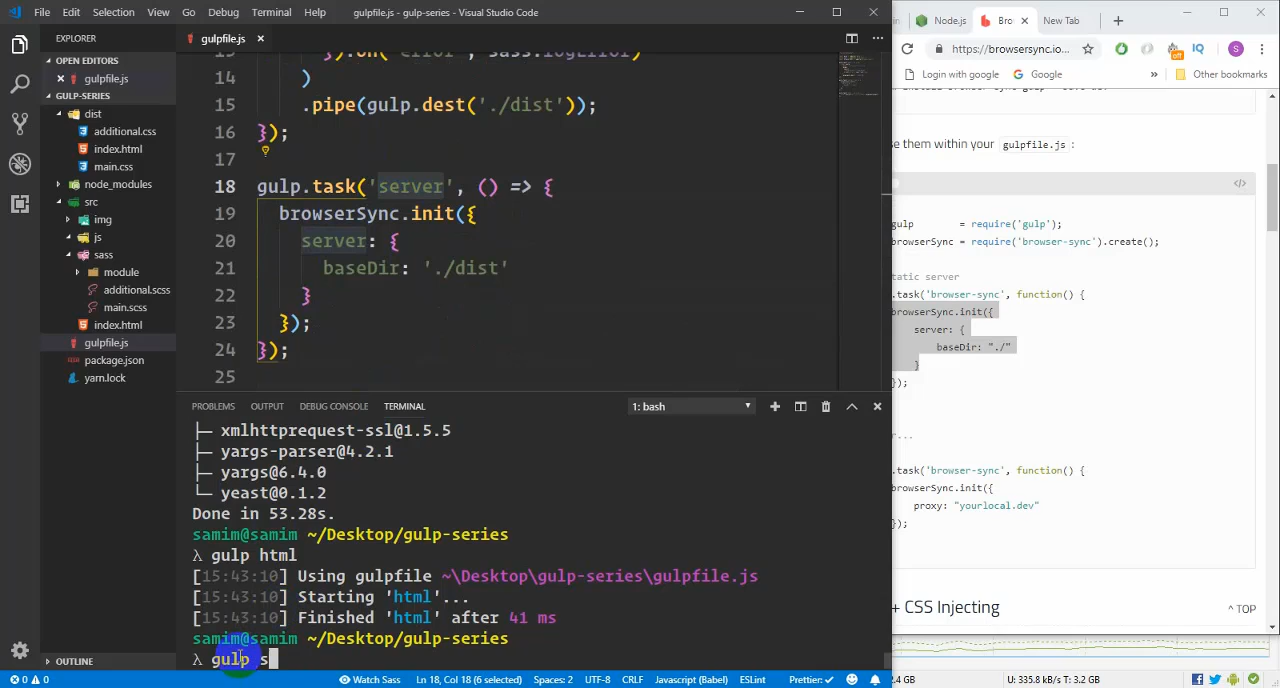 File Edit Selection View Go Debug Terminal Help gulpfile.js - gulp-series - Visual Studio Code
Node.js Bro New Tab
EXPLORER
gulpfile.js
https://browsersync.io...
IQ S off
OPEN EDITORS
gulpfile.js
Login with google Google » Other bookmarks
GULP-SERIES
dist
additional.css
index.html
main.css
node_modules
src
img
js
sass
module
additional.scss
main.scss
index.html
gulpfile.js
package.json
yarn.lock
OUTLINE
14 )
15 .pipe(gulp.dest('./dist'));
16 });
17
18 gulp.task('server', () => {
19 browserSync.init({
20 server: {
21 baseDir: './dist'
22 }
23 });
24 });
25
PROBLEMS OUTPUT DEBUG CONSOLE TERMINAL 1: bash
├─ xmlhttprequest-ssl@1.5.5
├─ yargs-parser@4.2.1
├─ yargs@6.4.0
└─ yeast@0.1.2
Done in 53.28s.
samim@samim ~/Desktop/gulp-series
λ gulp html
[15:43:10] Using gulpfile ~\Desktop\gulp-series\gulpfile.js
[15:43:10] Starting 'html'...
[15:43:10] Finished 'html' after 41 ms
samim@samim ~/Desktop/gulp-series
λ gulp s
0 0 Watch Sass Ln 18, Col 18 (6 selected) Spaces: 2 UTF-8 CRLF Javascript (Babel) ESLint Prettier: ✓
se them within your gulpfile.js :
</>
gulp = require('gulp');
browserSync = require('browser-sync').create();
tatic server
.task('browser-sync', function() {
browserSync.init({
server: {
baseDir: "./"
}
});
...
.task('browser-sync', function() {
browserSync.init({
proxy: "yourlocal.dev"
});
+ CSS Injecting
^ TOP
2.4 GB U: 335.8 kB/s T: 3.2 GB